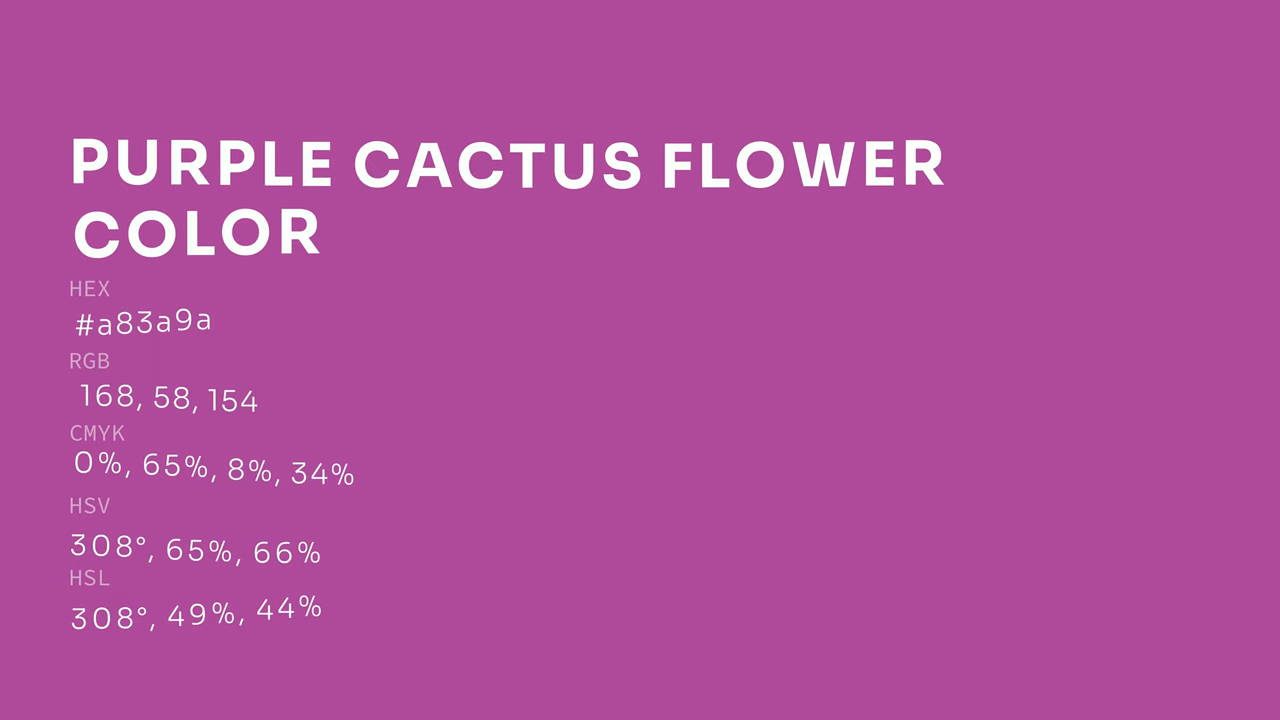 PURPLE CACTUS FLOWER
COLOR
HEX
#a83a9a
RGB
168, 58, 154
CMYK
0%, 65%, 8%, 34%
HSV
308°, 65%, 66%
HSL
308°, 49%, 44%